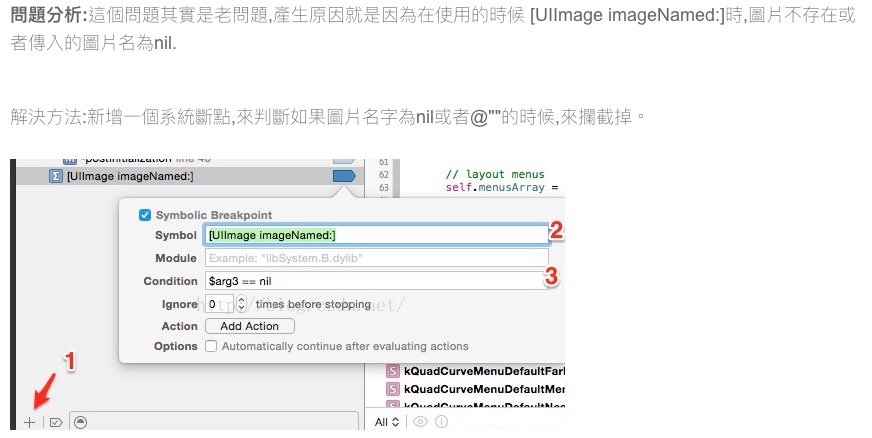 問題分析:這個問題其實是老問題,產生原因就是因為在使用的時候 [UIImage imageNamed:]時,圖片不存在或
者傳入的圖片名為nil.
解決方法:新增一個系統斷點,來判斷如果圖片名字為nil或者@""的時候,來攔截掉。
-postInitialization line 40
61
[UIImage imageNamed:]
62 // layout menus
63 self.menusArray =
Symbolic Breakpoint
Symbol [UIImage imageNamed:] 2
Module Example: "libSystem.B.dylib"
Condition $arg3 == nil 3
Ignore 0 times before stopping
Action Add Action
Options Automatically continue after evaluating actions
1
S kQuadCurveMenuDefaultFarl
S kQuadCurveMenuDefaultMer
All